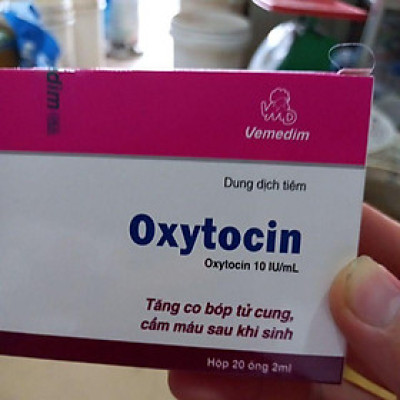 VMD
Vemedim
Dung dịch tiêm
Oxytocin
Oxytocin 10 IU/mL
Tăng co bóp tử cung,
cầm máu sau khi sinh
Hộp 20 ống 2ml